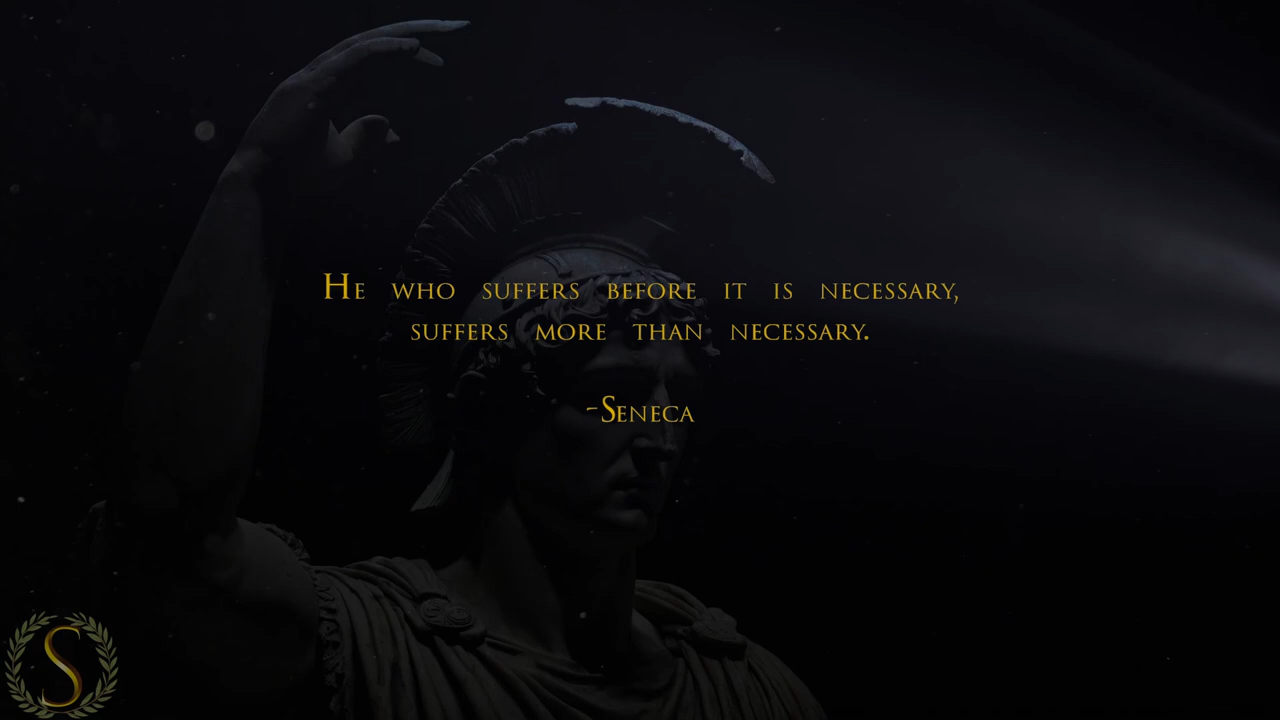 He who suffers before it is necessary,
suffers more than necessary.
-Seneca
S